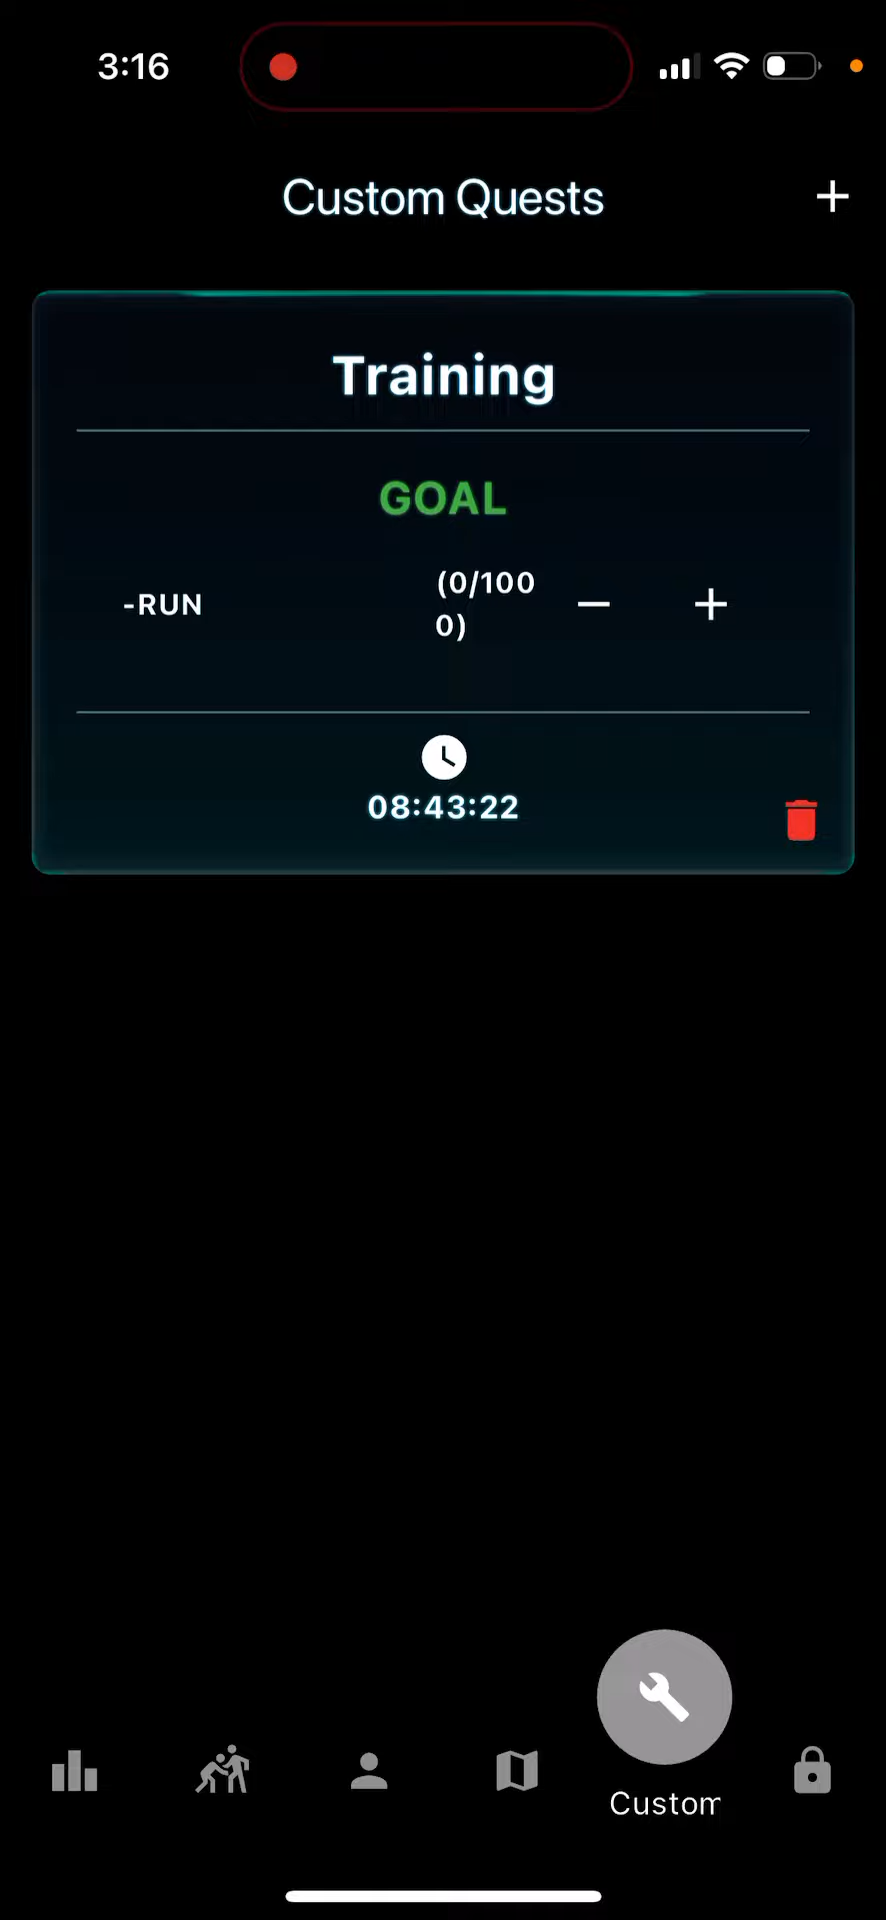 3:16
Custom Quests
Training
GOAL
-RUN
(0/100
0)
08:43:22
Custom